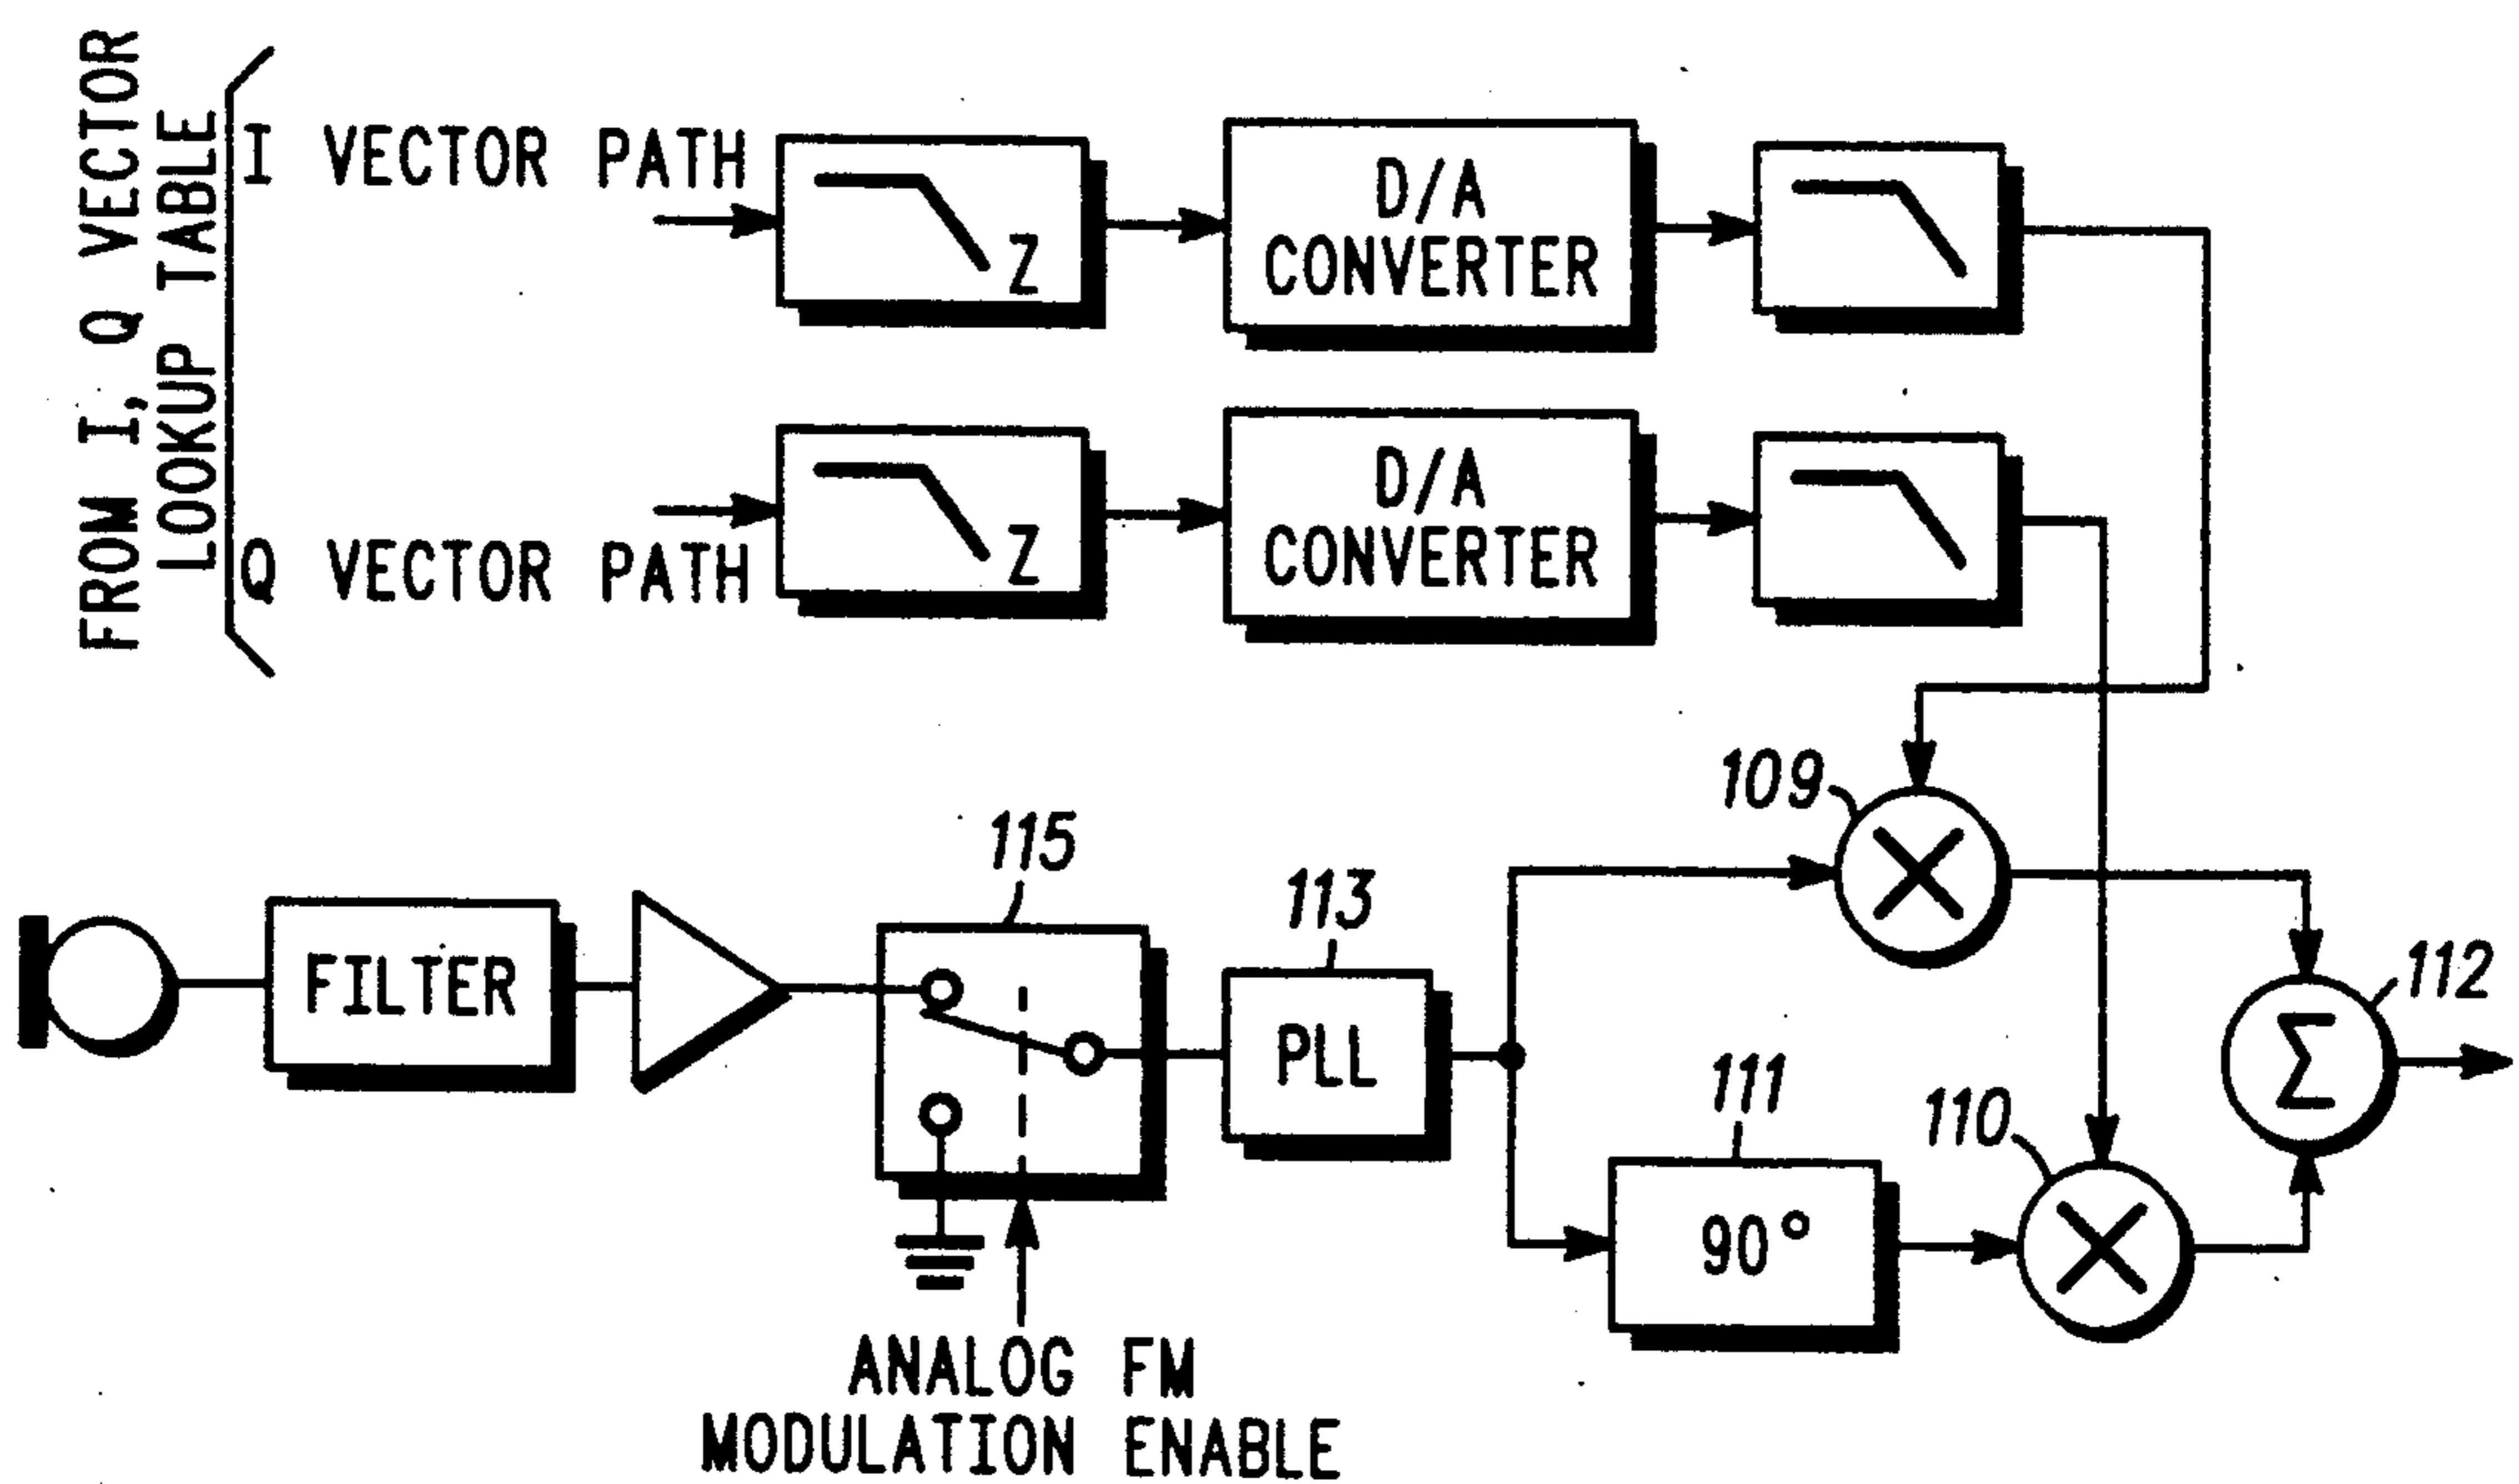 FROM I, Q VECTOR
LOOKUP TABLE
I VECTOR PATH
Z
D/A
CONVERTER
Q VECTOR PATH
Z
D/A
CONVERTER
109
115
113
112
FILTER
PLL
Σ
111
110
90°
ANALOG FM
MODULATION ENABLE